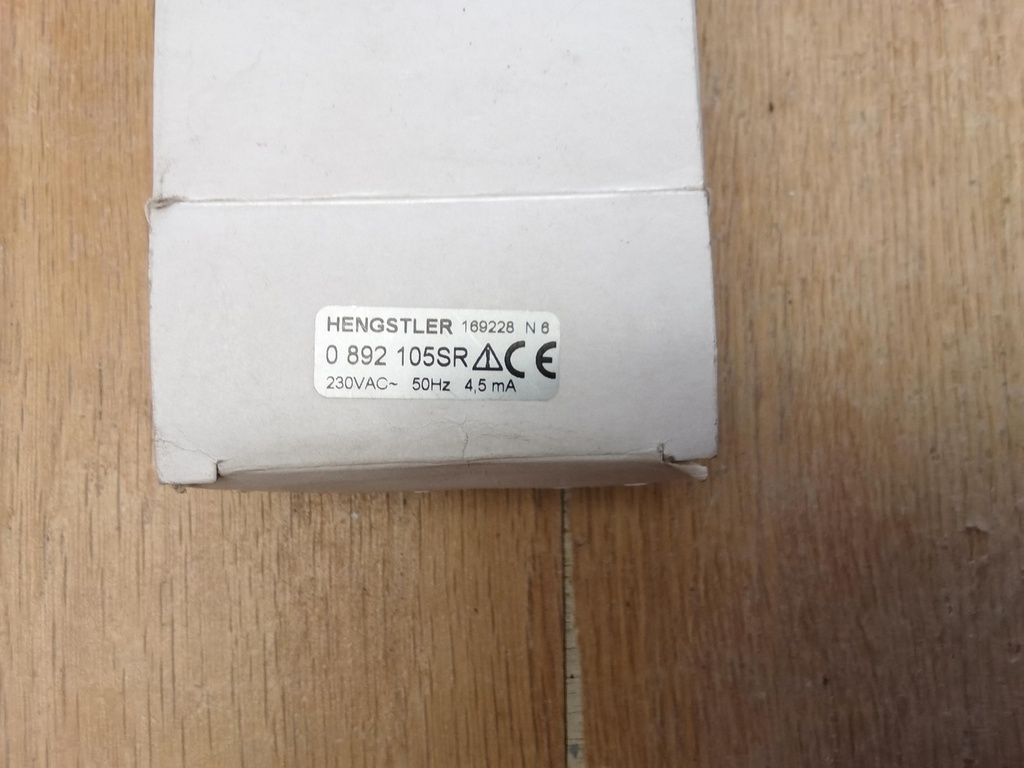 HENGSTLER 169228 N 6
0 892 105SR ⚠ CE
230VAC~ 50Hz 4,5 mA